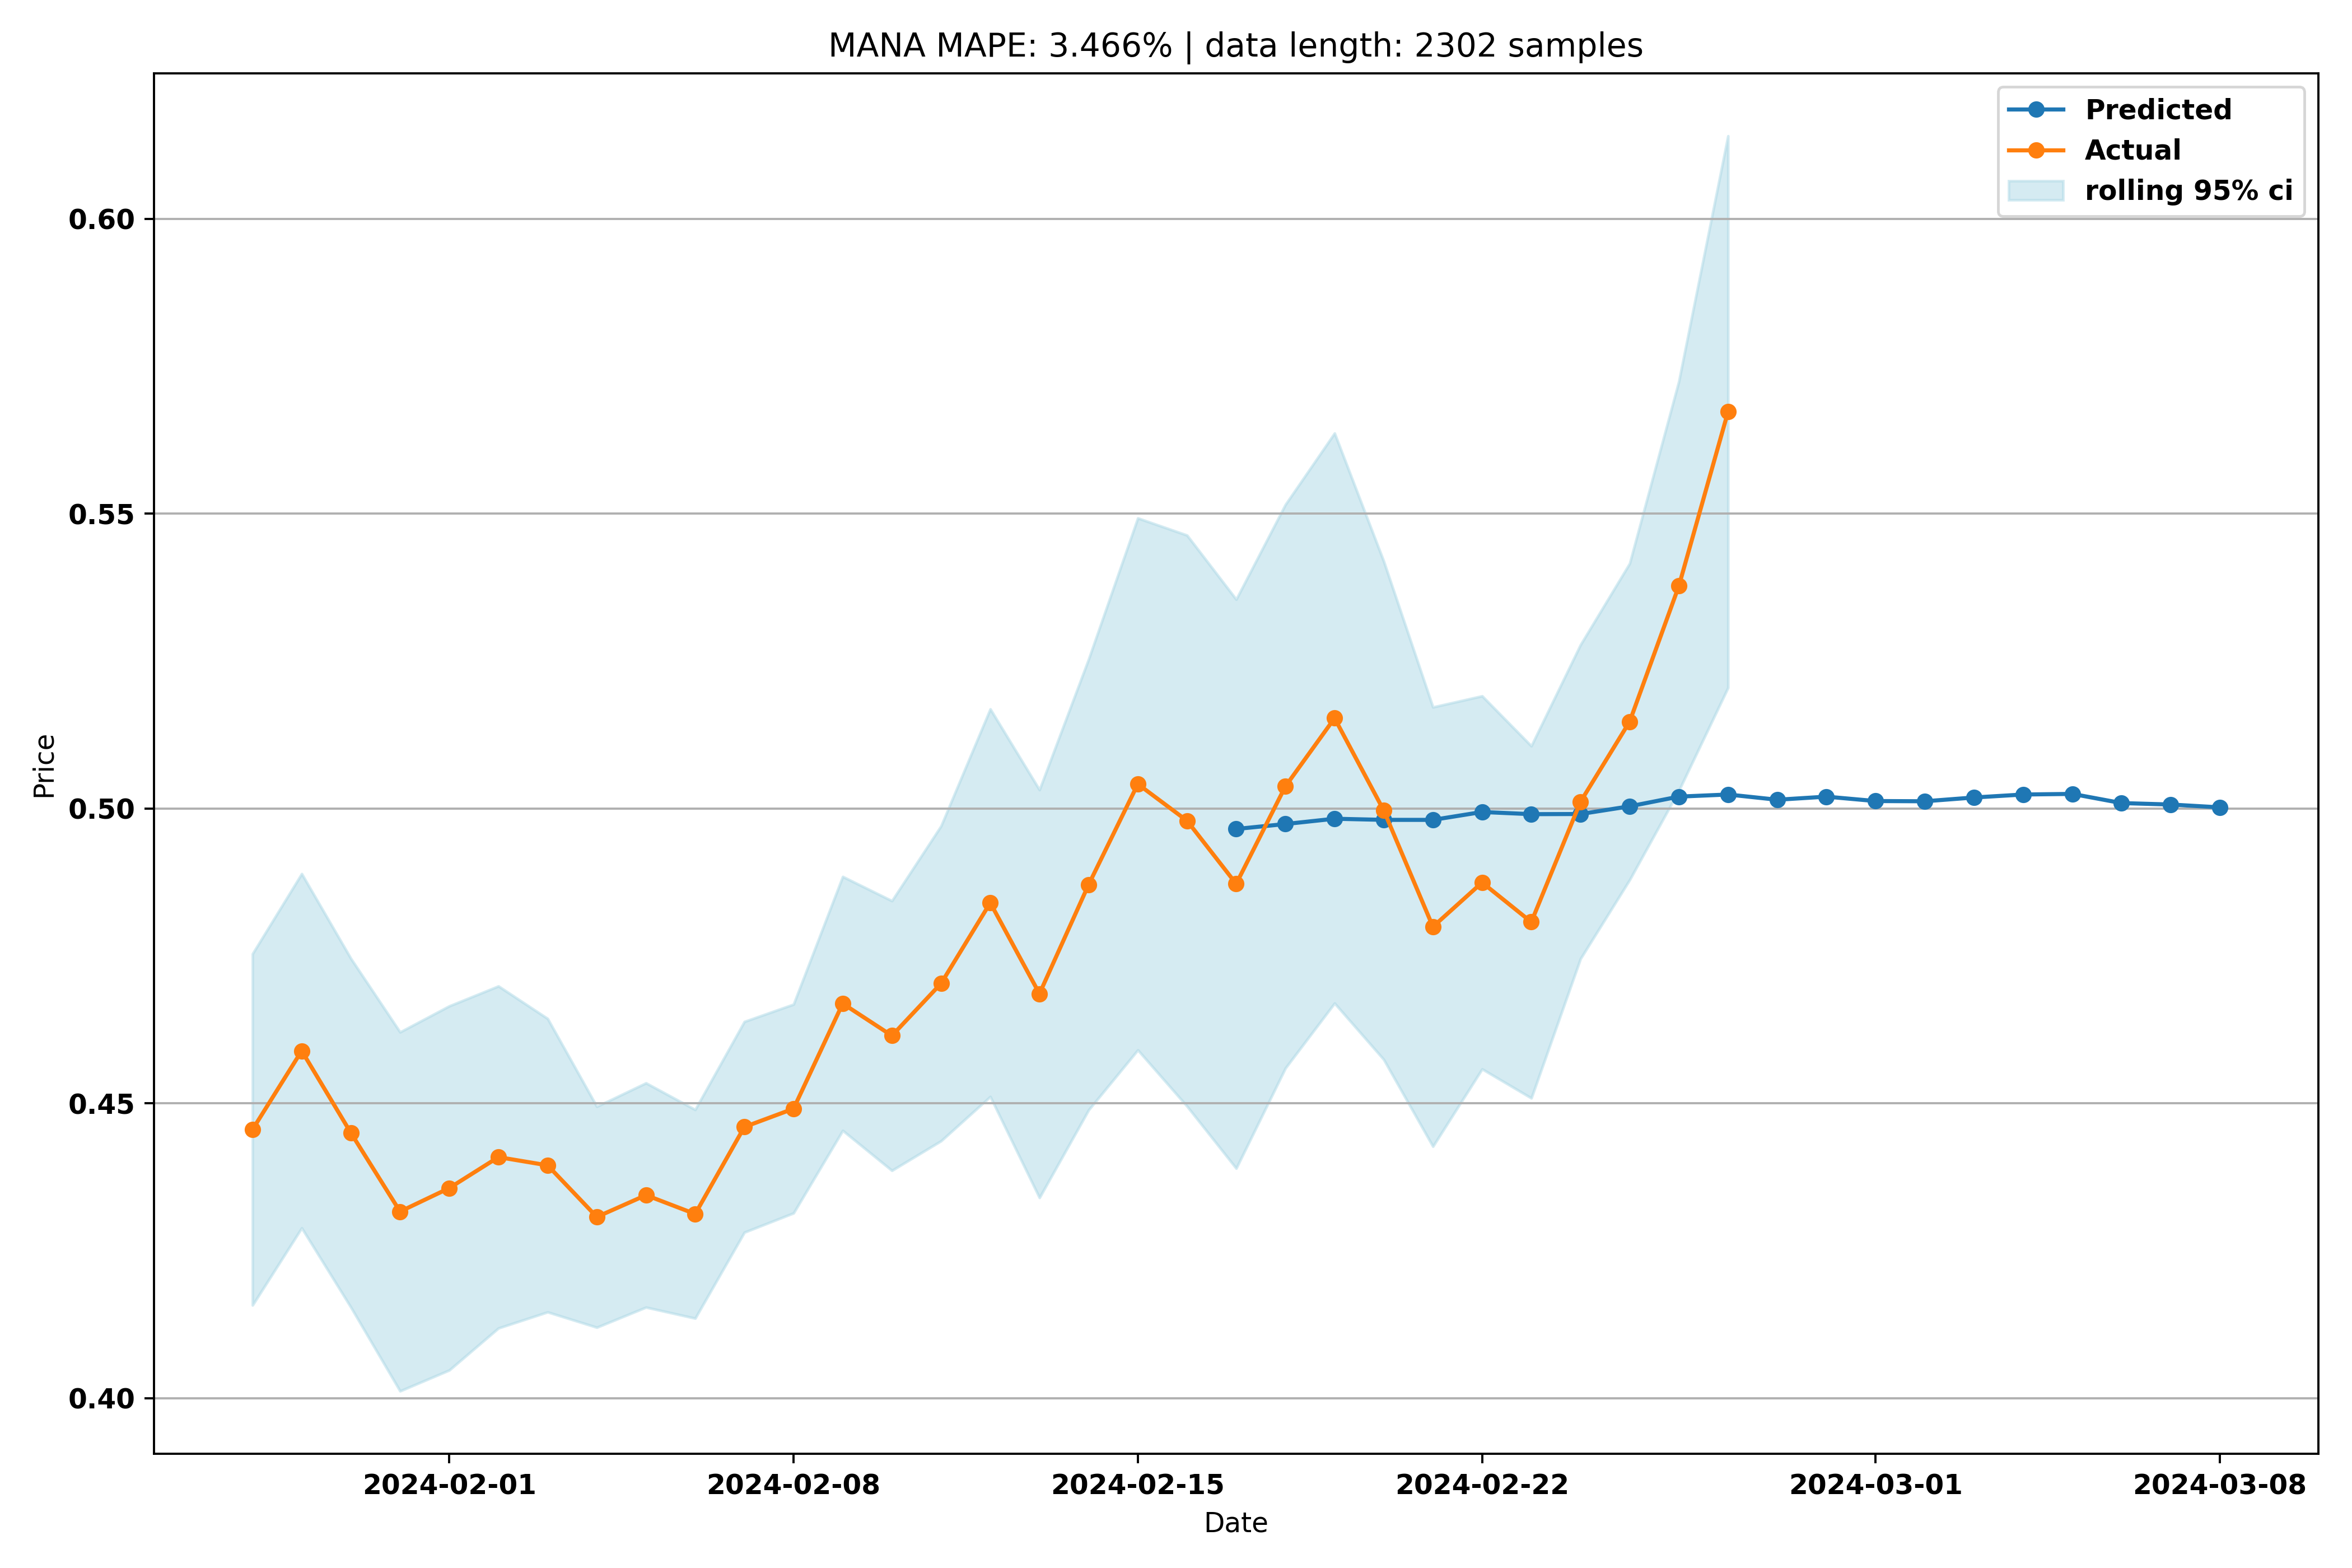 MANA MAPE: 3.466% | data length: 2302 samples
Predicted
Actual
rolling 95% ci
0.60
0.55
0.50
0.45
0.40
Price
2024-02-01
2024-02-08
2024-02-15
2024-02-22
2024-03-01
2024-03-08
Date